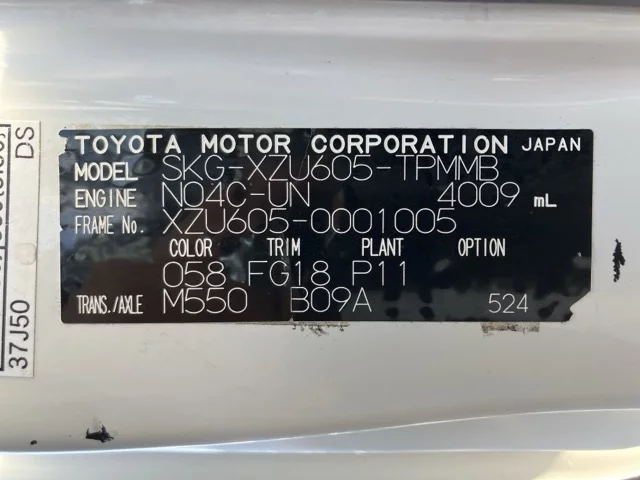 TOYOTA MOTOR CORPORATION JAPAN
MODEL SKG-XZU605-TPMMB
ENGINE N04C-UN 4009 mL
FRAME No. XZU605-0001005
COLOR TRIM PLANT OPTION
058 FG18 P11
TRANS./AXLE M550 B09A 524
37J50 DS